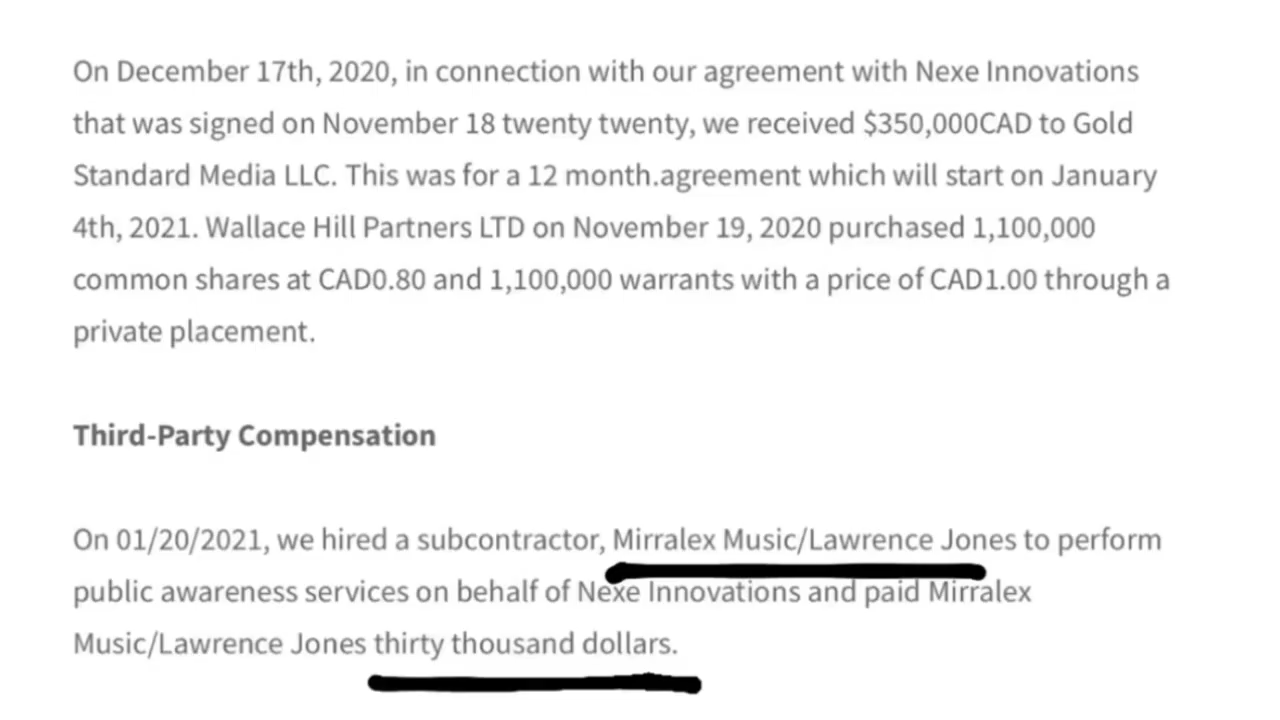 On December 17th, 2020, in connection with our agreement with Nexe Innovations
that was signed on November 18 twenty twenty, we received $350,000CAD to Gold
Standard Media LLC. This was for a 12 month.agreement which will start on January
4th, 2021. Wallace Hill Partners LTD on November 19, 2020 purchased 1,100,000
common shares at CAD0.80 and 1,100,000 warrants with a price of CAD1.00 through a
private placement.
Third-Party Compensation
On 01/20/2021, we hired a subcontractor, Mirralex Music/Lawrence Jones to perform
public awareness services on behalf of Nexe Innovations and paid Mirralex
Music/Lawrence Jones thirty thousand dollars.